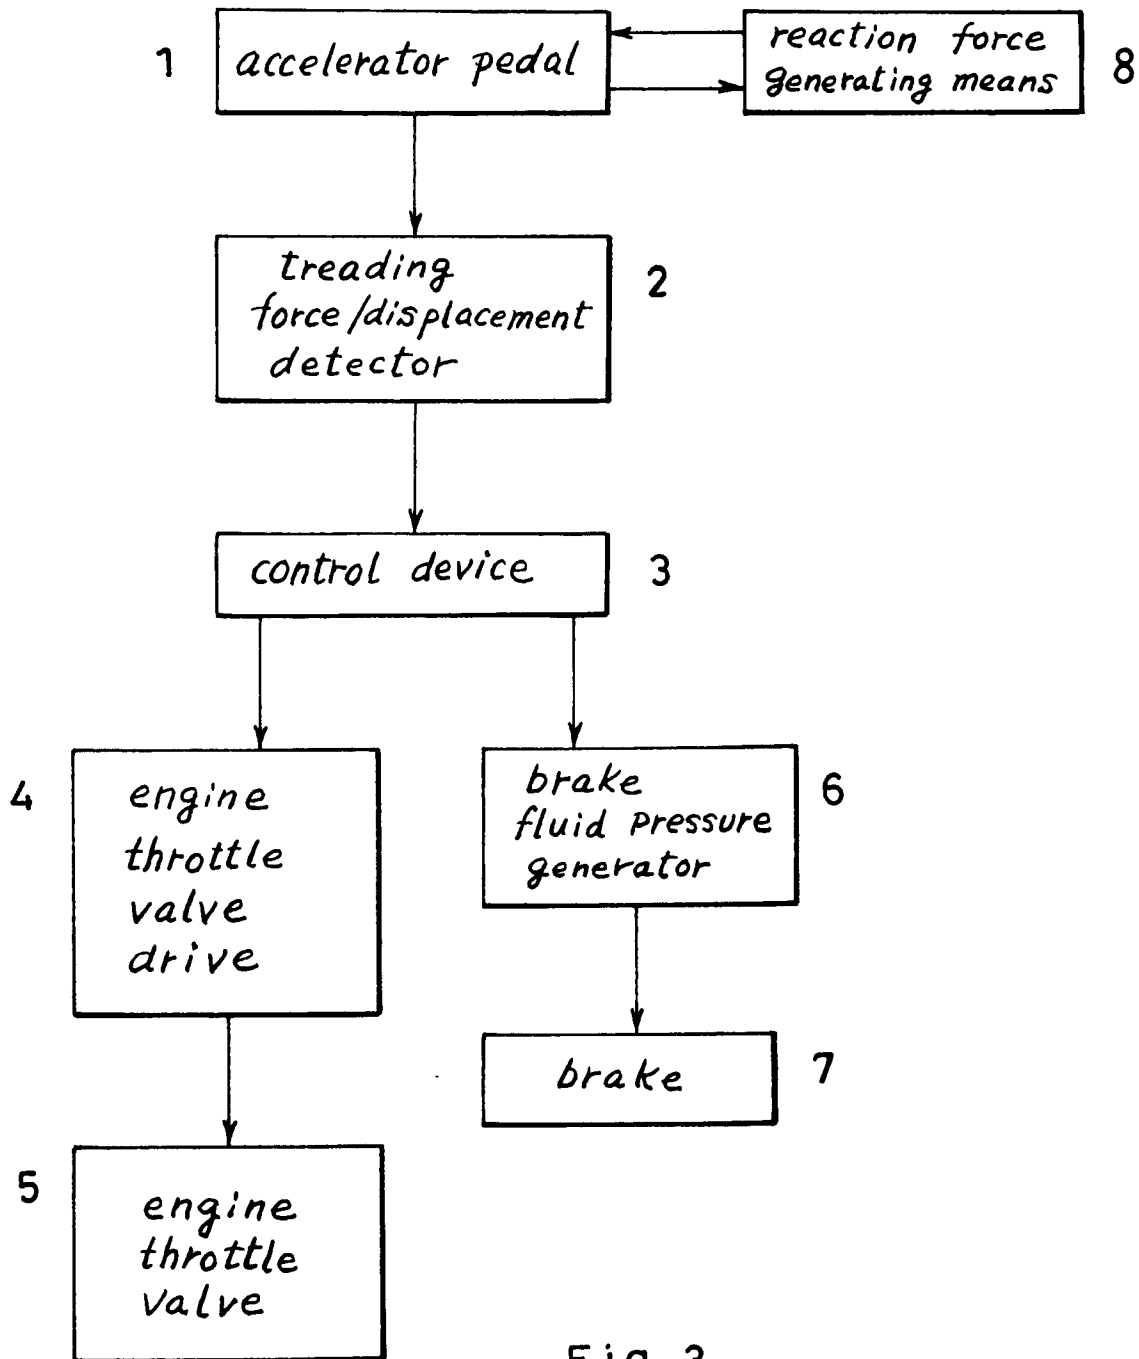 1
accelerator pedal
reaction force
generating means
8
treading
force/displacement
detector
2
control device
3
4
engine
throttle
valve
drive
brake
fluid pressure
generator
6
brake
7
5
engine
throttle
valve